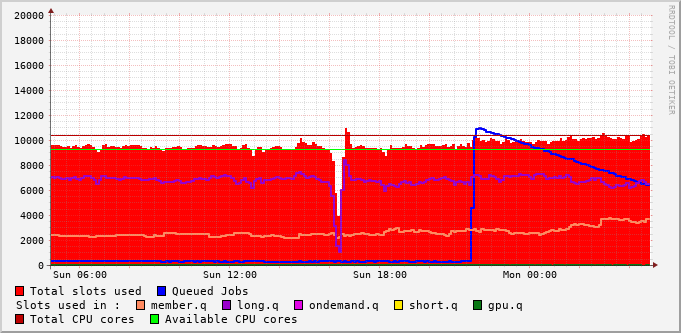 RRDTOOL / TOBI OETIKER
20000
18000
16000
14000
12000
10000
8000
6000
4000
2000
0
Sun 06:00 Sun 12:00 Sun 18:00 Mon 00:00
Total slots used Queued Jobs
Slots used in : member.q long.q ondemand.q short.q gpu.q
Total CPU cores Available CPU cores